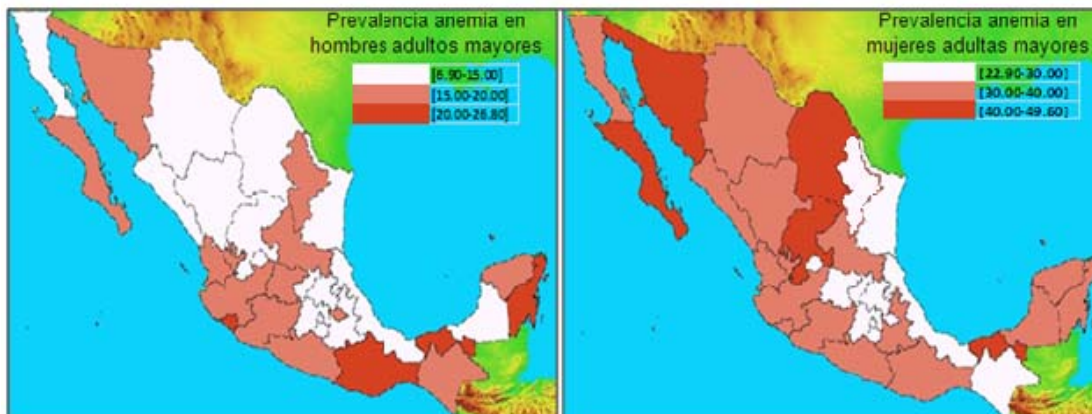 Prevalencia anemia en
hombres adultos mayores
[6.90-15.00]
[15.00-20.00]
[20.00-26.80]
Prevalencia anemia en
mujeres adultas mayores
[22.90-30.00]
[30.00-40.00]
[40.00-49.60]